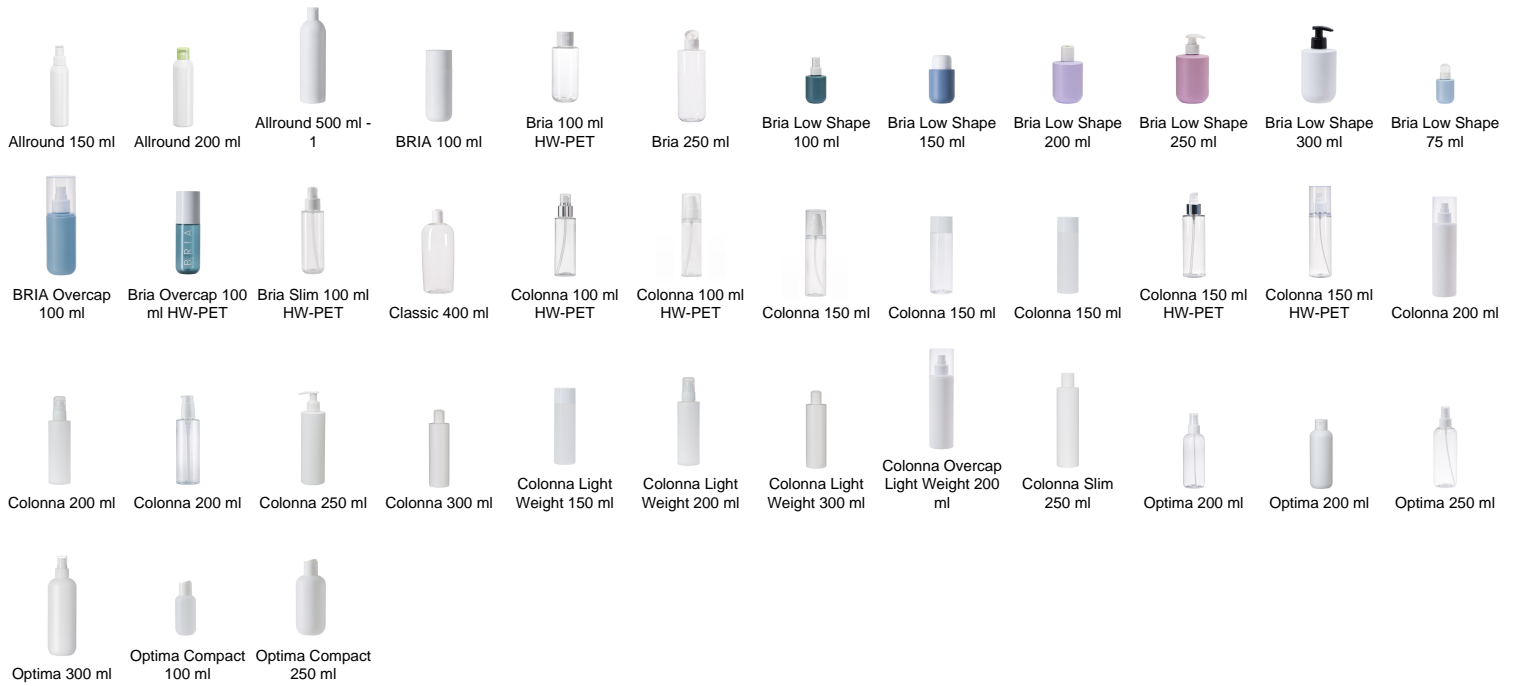 Allround 150 ml
Allround 200 ml
Allround 500 ml -
1
BRIA 100 ml
Bria 100 ml
HW-PET
Bria 250 ml
Bria Low Shape
100 ml
Bria Low Shape
150 ml
Bria Low Shape
200 ml
Bria Low Shape
250 ml
Bria Low Shape
300 ml
Bria Low Shape
75 ml
BRIA Overcap
100 ml
BRIA
Bria Overcap 100
ml HW-PET
Bria Slim 100 ml
HW-PET
Classic 400 ml
Colonna 100 ml
HW-PET
Colonna 100 ml
HW-PET
Colonna 150 ml
Colonna 150 ml
Colonna 150 ml
Colonna 150 ml
HW-PET
Colonna 150 ml
HW-PET
Colonna 200 ml
Colonna 200 ml
Colonna 200 ml
Colonna 250 ml
Colonna 300 ml
Colonna Light
Weight 150 ml
Colonna Light
Weight 200 ml
Colonna Light
Weight 300 ml
Colonna Overcap
Light Weight 200
ml
Colonna Slim
250 ml
Optima 200 ml
Optima 200 ml
Optima 250 ml
Optima 300 ml
Optima Compact
100 ml
Optima Compact
250 ml